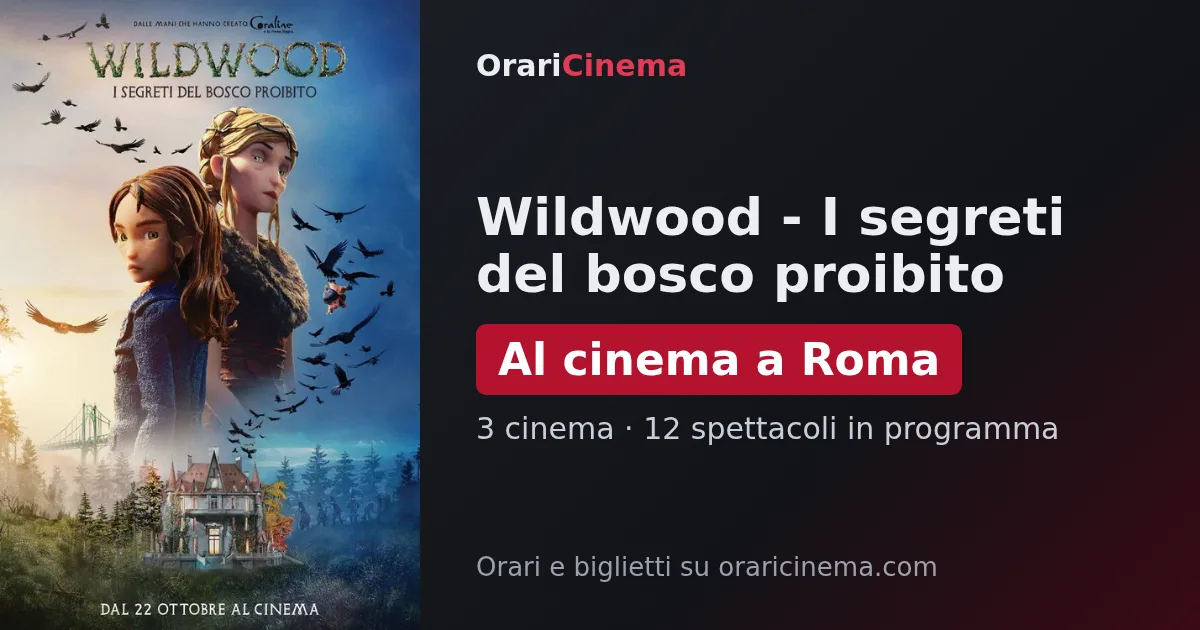 DALLE MANI CHE HANNO CREATO Coraline
WILDWOOD
I SEGRETI DEL BOSCO PROIBITO
DAL 22 OTTOBRE AL CINEMA
OrariCinema
Wildwood - I segreti
del bosco proibito
Al cinema a Roma
3 cinema · 12 spettacoli in programma
Orari e biglietti su oraricinema.com